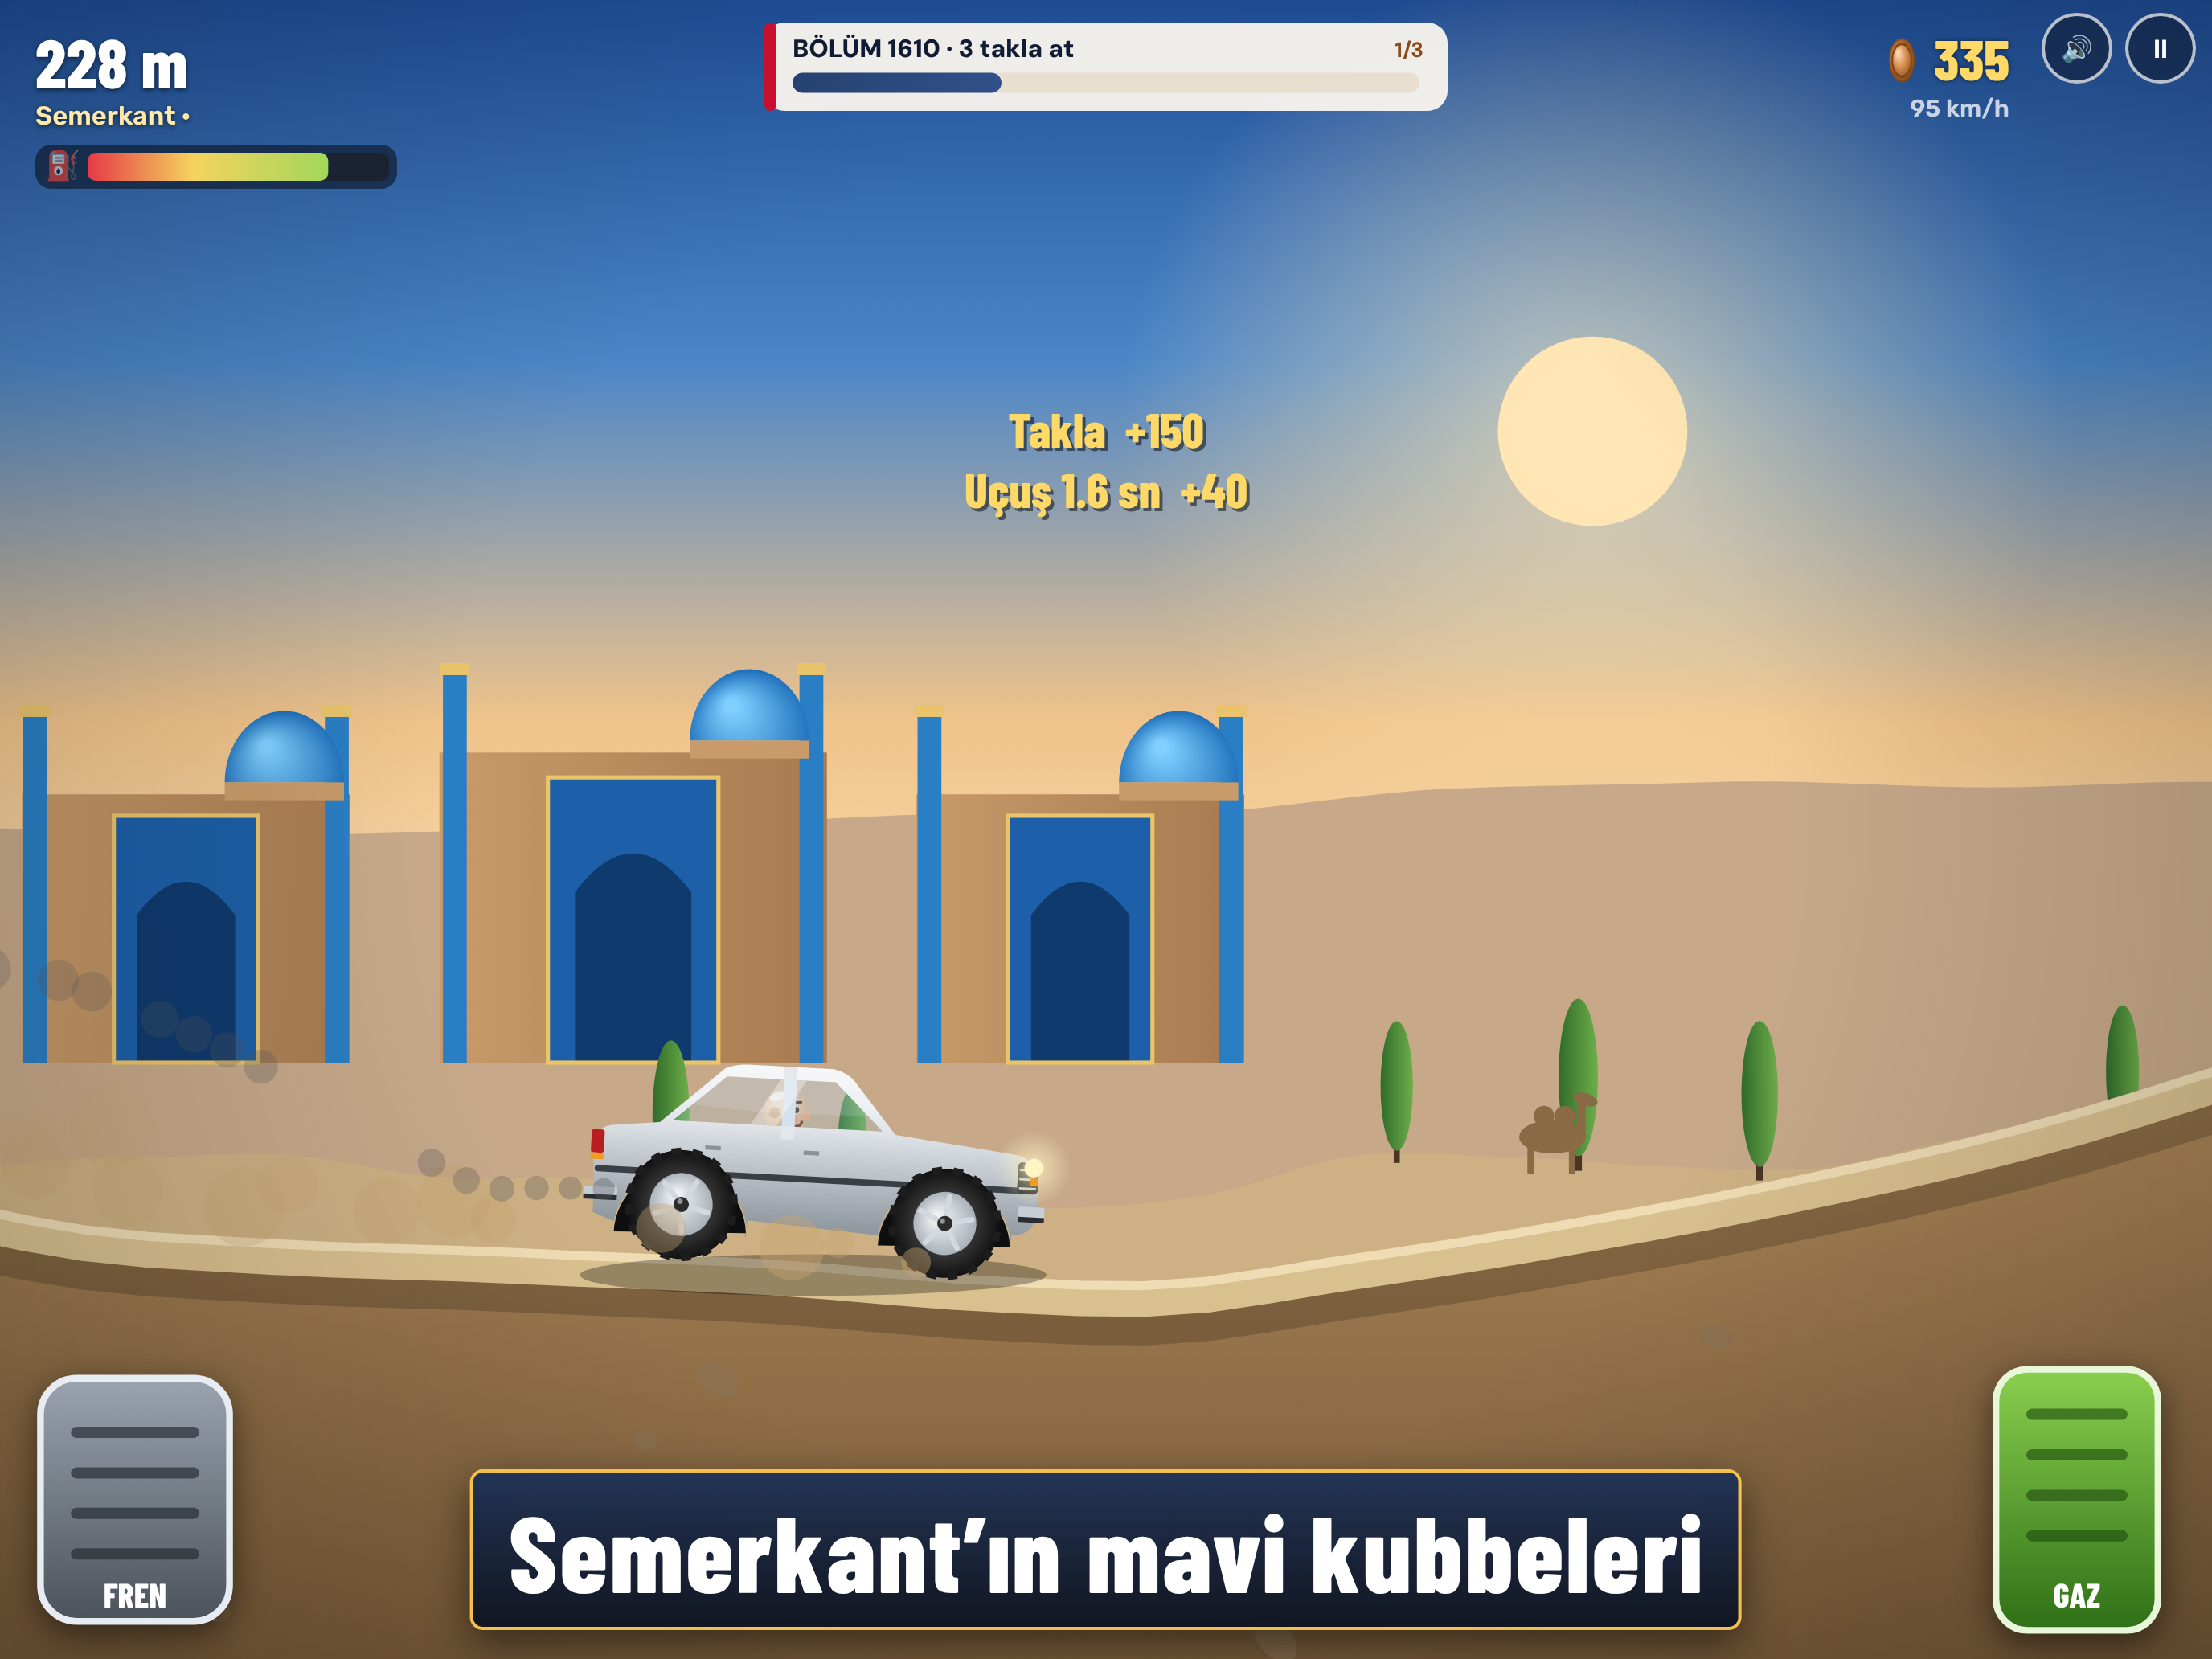 228 m
Semerkant •
BÖLÜM 1610 · 3 takla at
1/3
335
95 km/h
Takla +150
Uçuş 1.6 sn +40
FREN
Semerkant’ın mavi kubbeleri
GAZ